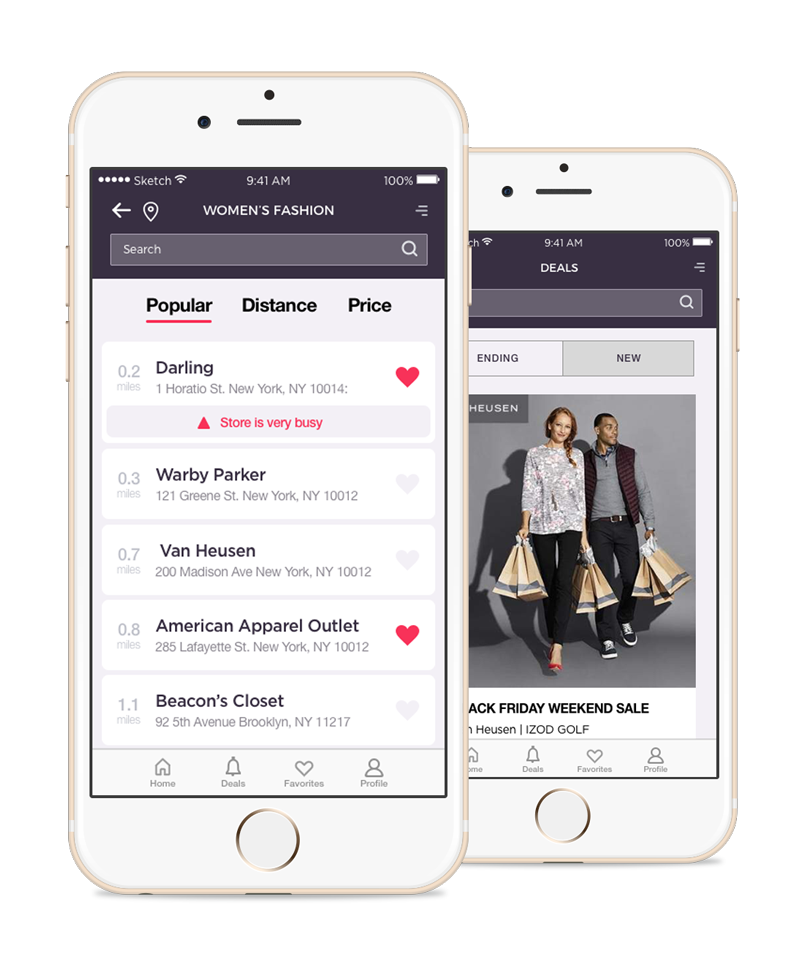 Sketch 9:41 AM 100%
WOMEN'S FASHION
Search
Popular Distance Price
0.2 miles
Darling
1 Horatio St. New York, NY 10014:
Store is very busy
0.3 miles
Warby Parker
121 Greene St. New York, NY 10012
0.7 miles
Van Heusen
200 Madison Ave New York, NY 10012
0.8 miles
American Apparel Outlet
285 Lafayette St. New York, NY 10012
1.1 miles
Beacon's Closet
92 5th Avenue Brooklyn, NY 11217
Home Deals Favorites Profile
ch 9:41 AM 100%
DEALS
ENDING NEW
HEUSEN
ACK FRIDAY WEEKEND SALE
n Heusen | IZOD GOLF
ome Deals Favorites Profile